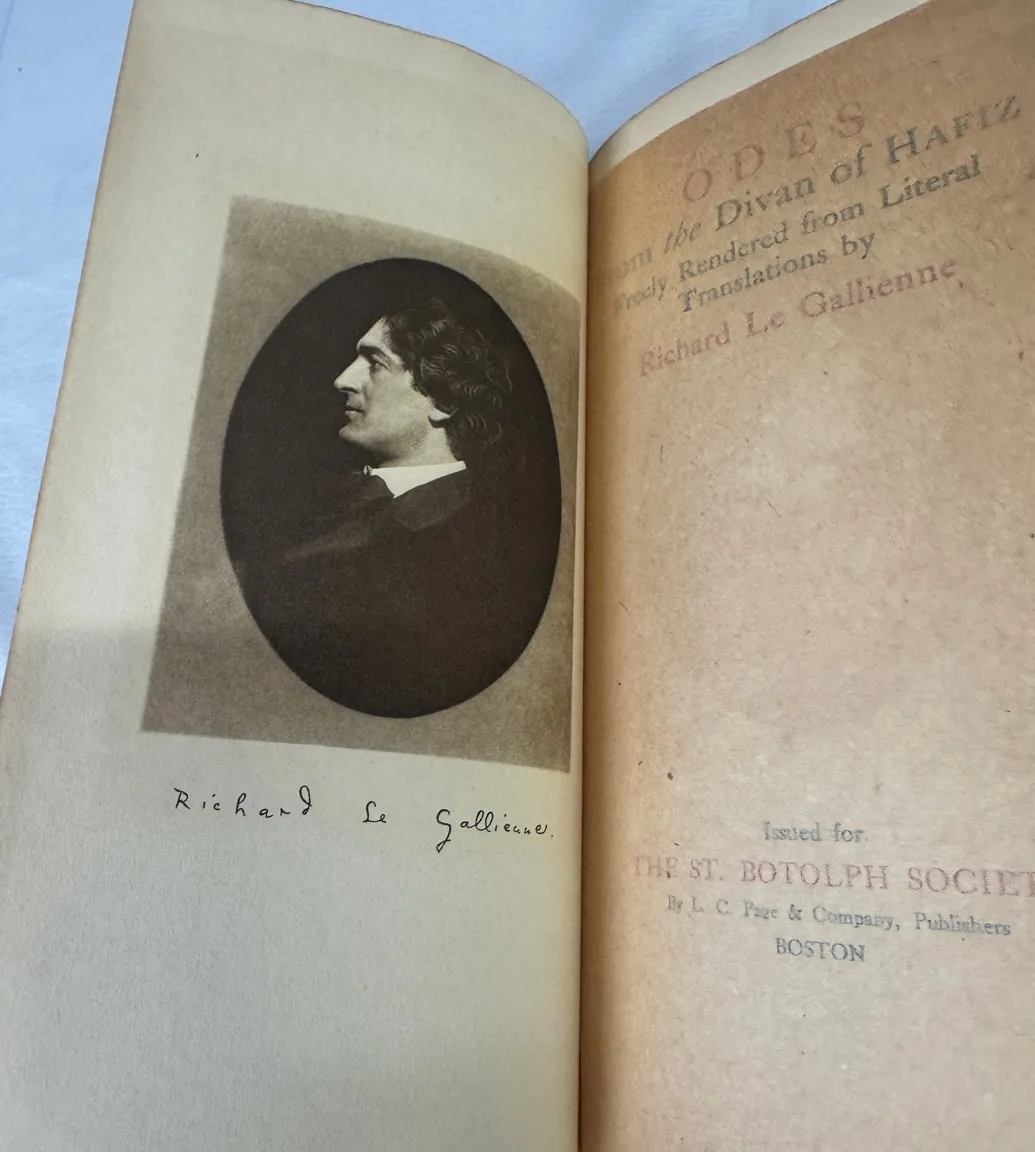 Richard Le Gallienne.
ODES
from the Divan of HAFIZ
Freely Rendered from Literal
Translations by
Richard Le Gallienne
Issued for
THE ST. BOTOLPH SOCIET
By L. C. Page & Company, Publishers
BOSTON